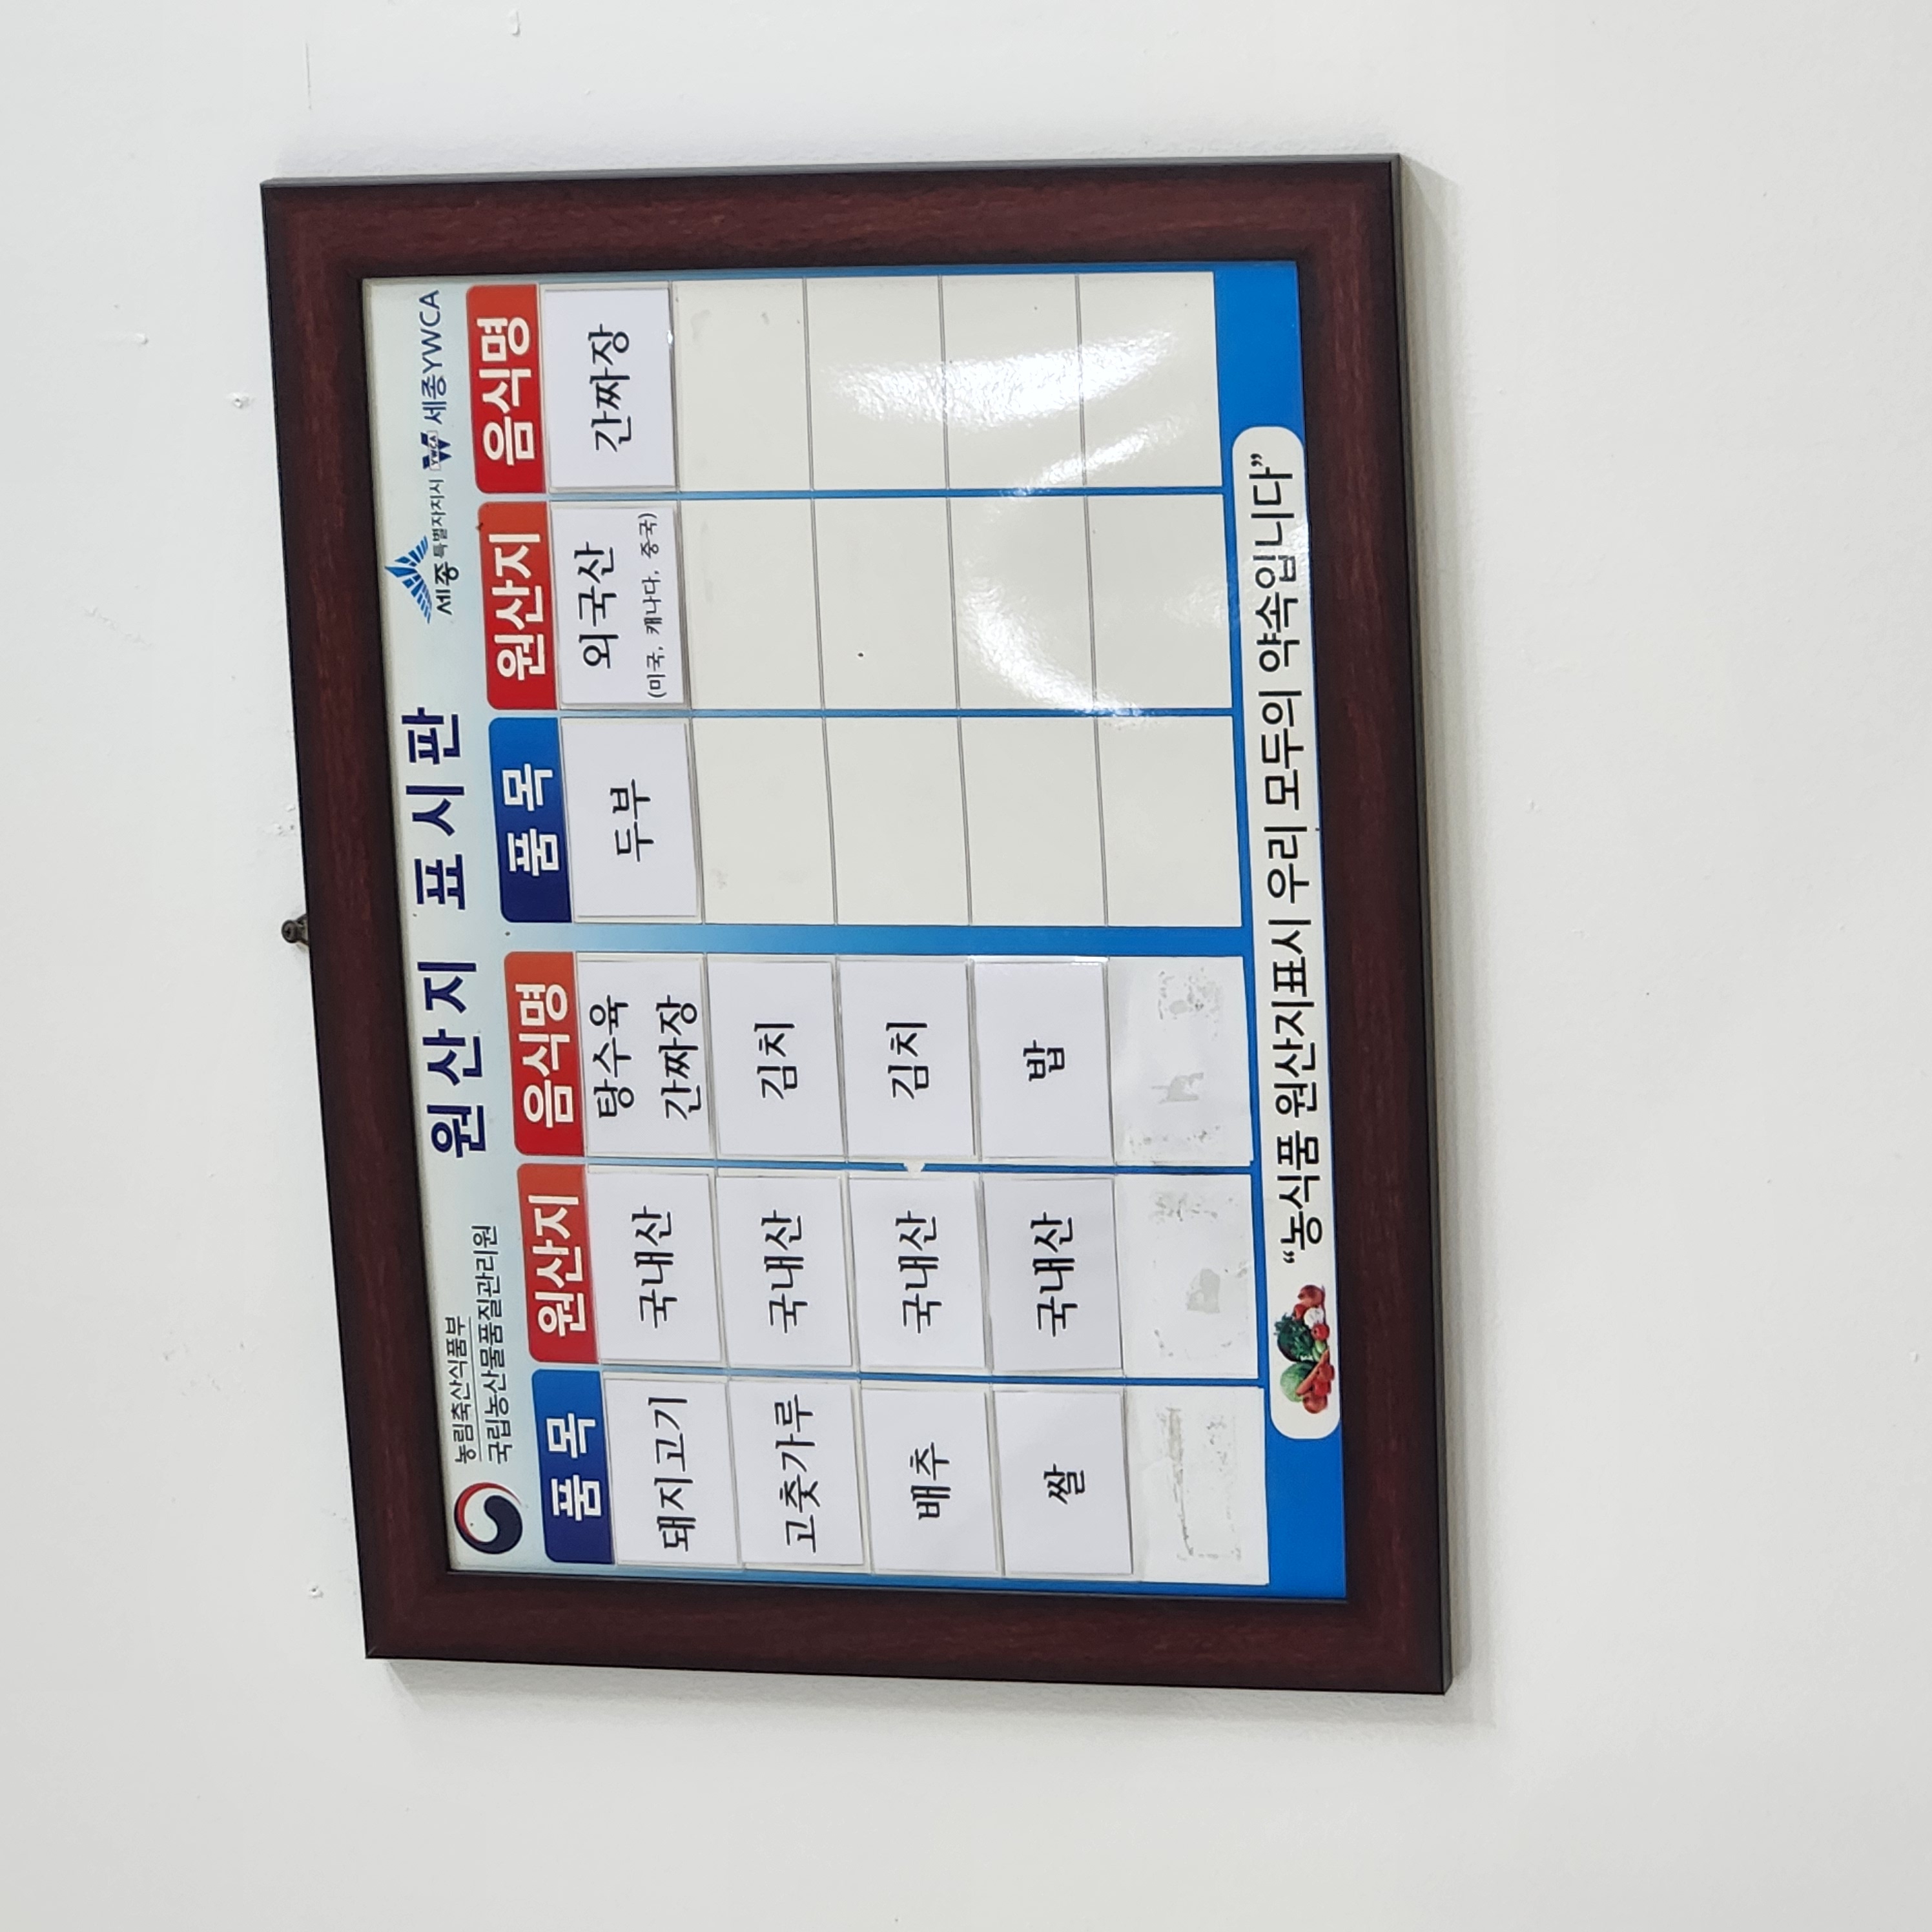 농림축산식품부
국립농산물품질관리원
원산지 표시판
세종특별자치시
YWCA
세종YWCA
품목 원산지 음식명 품목 원산지 음식명
돼지고기 국내산 탕수육 간짜장 두부 외국산 (미국, 캐나다, 중국) 간짜장
고춧가루 국내산 김치
배추 국내산 김치
쌀 국내산 밥
“농식품 원산지표시 우리 모두의 약속입니다”